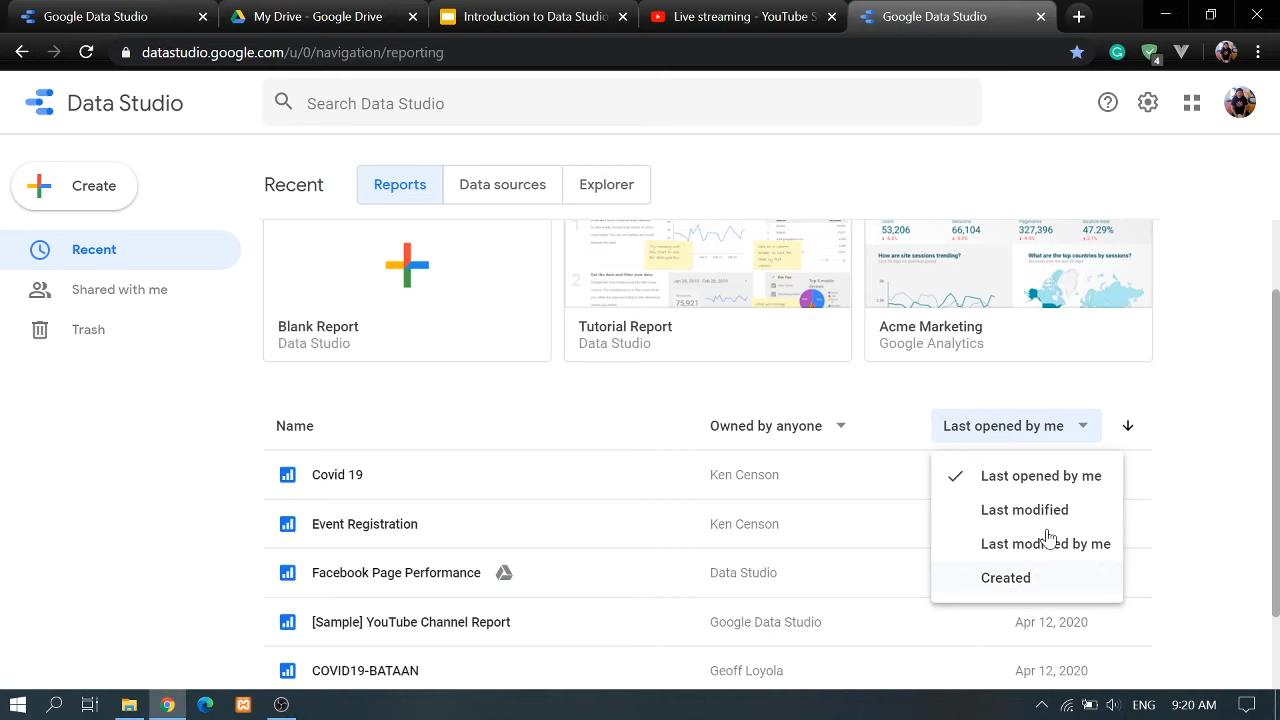 Google Data Studio
My Drive - Google Drive
Introduction to Data Studio
Live streaming - YouTube S
Google Data Studio
datastudio.google.com/u/0/navigation/reporting
4
Data Studio
Search Data Studio
Create
Recent
Reports
Data sources
Explorer
Recent
Shared with me
Trash
53,206
66,104
327,396
47.29%
How are site sessions trending?
What are the top countries by sessions?
2
75,921
Blank Report
Data Studio
Tutorial Report
Data Studio
Acme Marketing
Google Analytics
Name
Owned by anyone
Last opened by me
Covid 19
Ken Censon
Event Registration
Ken Censon
Facebook Page Performance
Data Studio
[Sample] YouTube Channel Report
Google Data Studio
Apr 12, 2020
COVID19-BATAAN
Geoff Loyola
Apr 12, 2020
Last opened by me
Last modified
Last modified by me
Created
ENG
9:20 AM